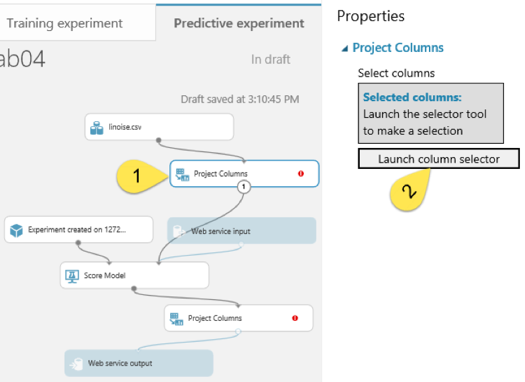 Training experiment
Predictive experiment
ab04
In draft
Draft saved at 3:10:45 PM
linoise.csv
1
Project Columns
1
Experiment created on 1272...
Web service input
Score Model
Project Columns
Web service output
Properties
Project Columns
Select columns
Selected columns:
Launch the selector tool
to make a selection
Launch column selector
2